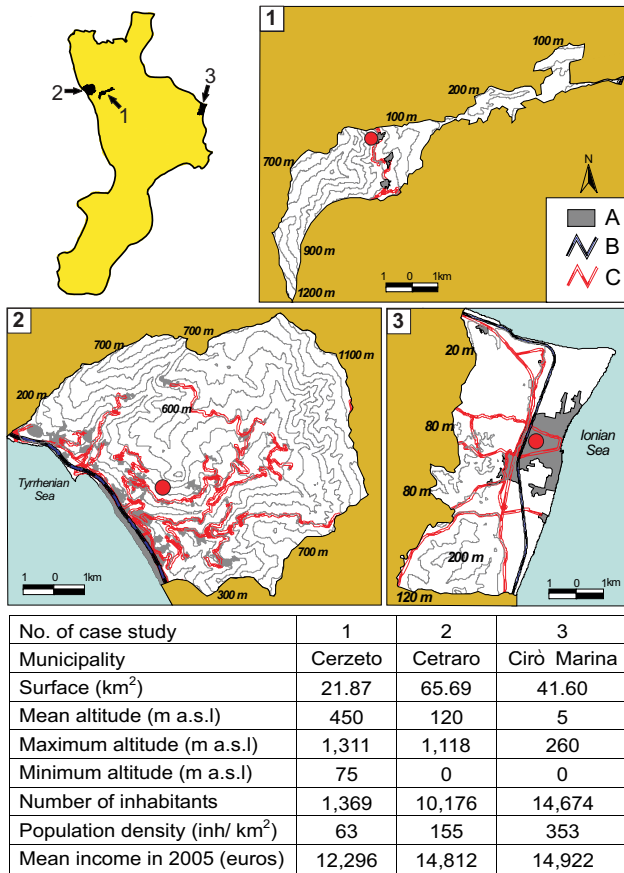 1
2
3
1
100 m
200 m
100 m
700 m
900 m
1200 m
1 0 1km
N
A
B
C
2
700 m
700 m
1100 m
200 m
600 m
Tyrrhenian
Sea
700 m
300 m
1 0 1km
3
20 m
80 m
Ionian
Sea
80 m
200 m
120 m
1 0 1km
No. of case study 1 2 3
Municipality Cerzeto Cetraro Cirò Marina
Surface (km²) 21.87 65.69 41.60
Mean altitude (m a.s.l) 450 120 5
Maximum altitude (m a.s.l) 1,311 1,118 260
Minimum altitude (m a.s.l) 75 0 0
Number of inhabitants 1,369 10,176 14,674
Population density (inh/ km²) 63 155 353
Mean income in 2005 (euros) 12,296 14,812 14,922